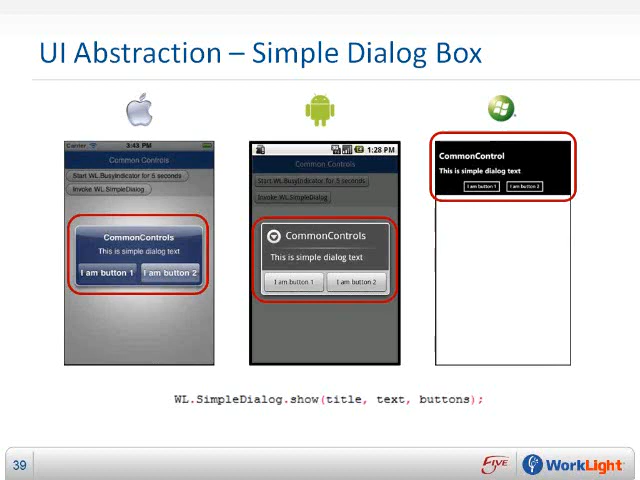 UI Abstraction – Simple Dialog Box
Carrier 3:43 PM
Common Controls
Start WL.BusyIndicator for 5 seconds
Invoke WL.SimpleDialog
CommonControls
This is simple dialog text
I am button 1 I am button 2
1:28 PM
Common Controls
Start WL.BusyIndicator for 5 seconds
Invoke WL.SimpleDialog
CommonControls
This is simple dialog text
I am button 1 I am button 2
CommonControl
This is simple dialog text
I am button 1 I am button 2
WL.SimpleDialog.show(title, text, buttons);
39
5IVE WorkLight